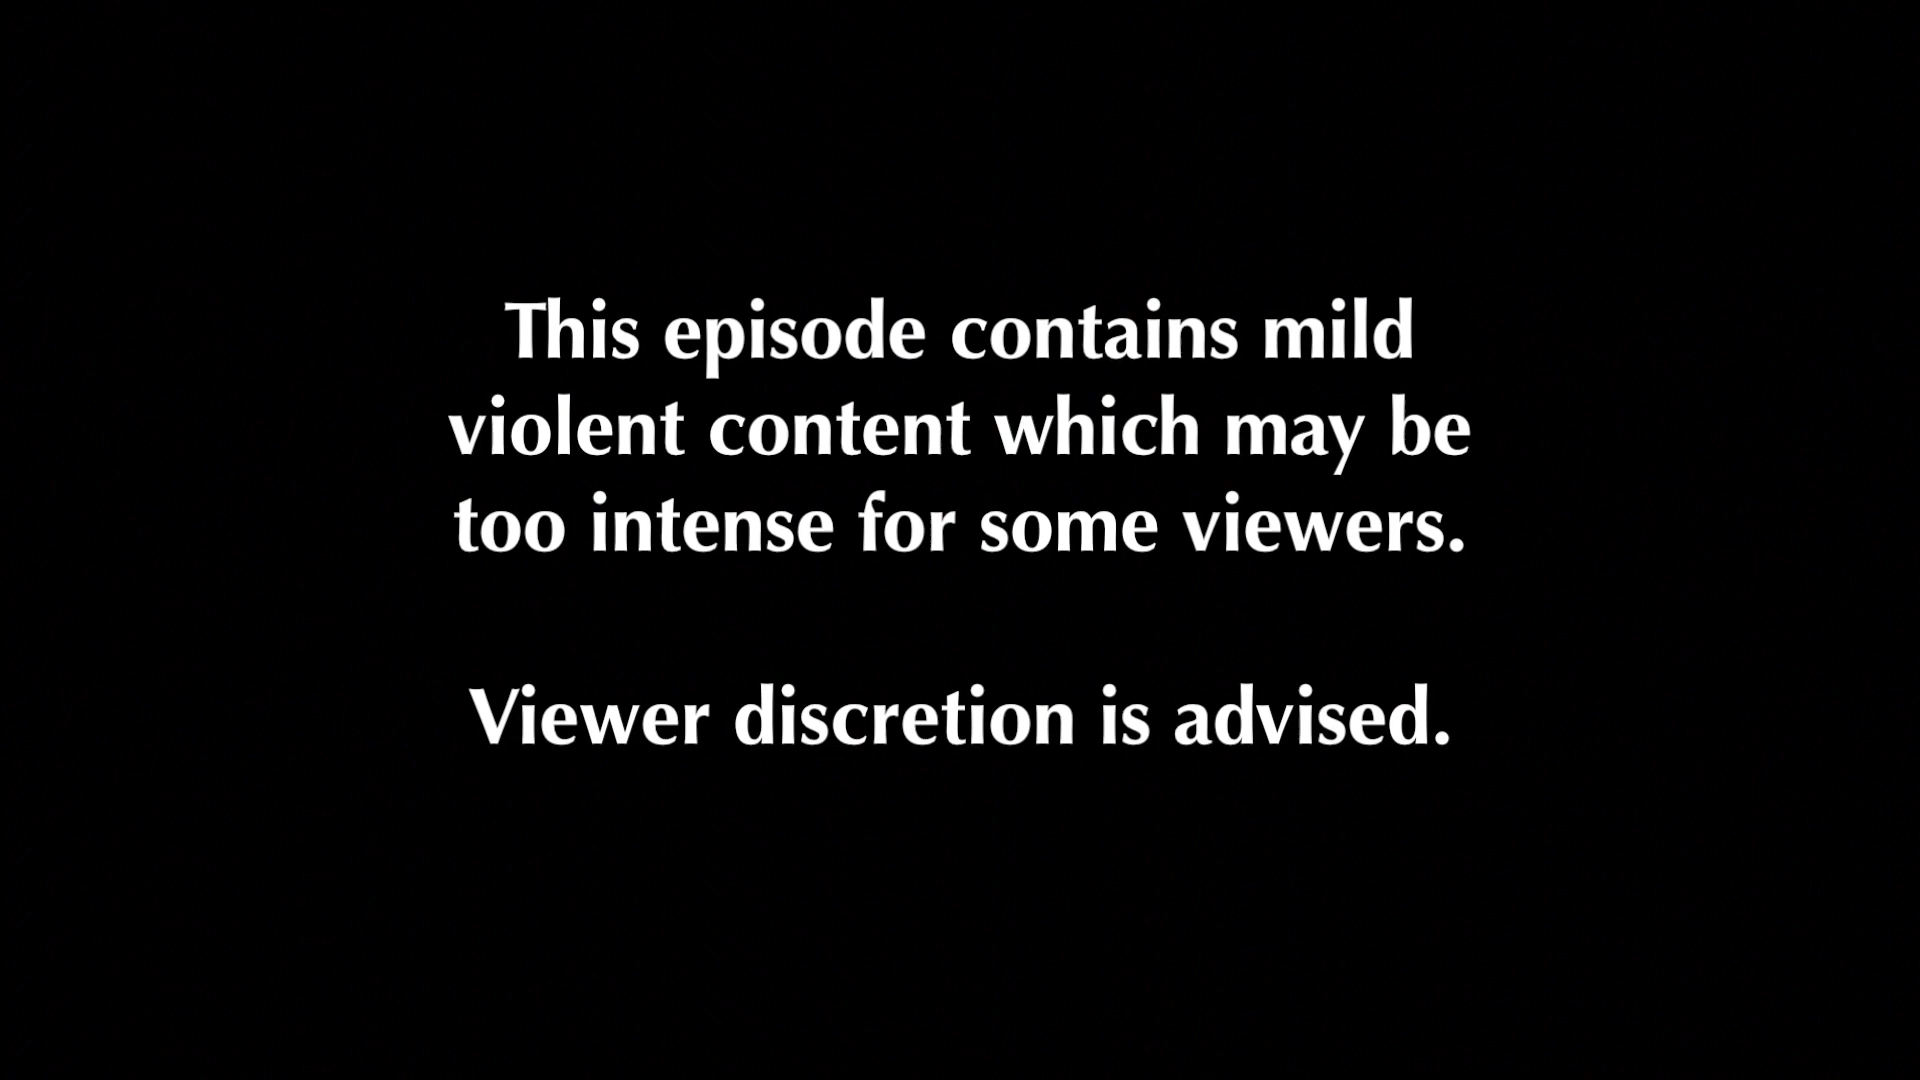 This episode contains mild
violent content which may be
too intense for some viewers.
Viewer discretion is advised.